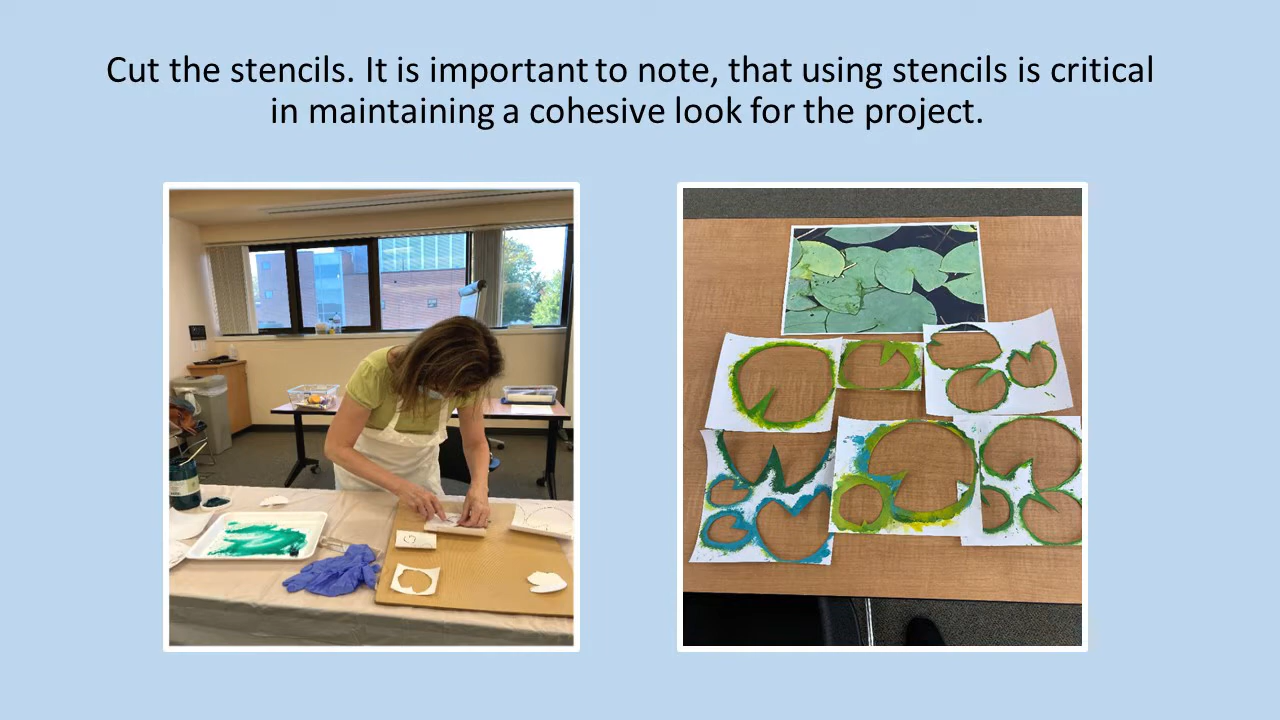 Cut the stencils. It is important to note, that using stencils is critical
in maintaining a cohesive look for the project.